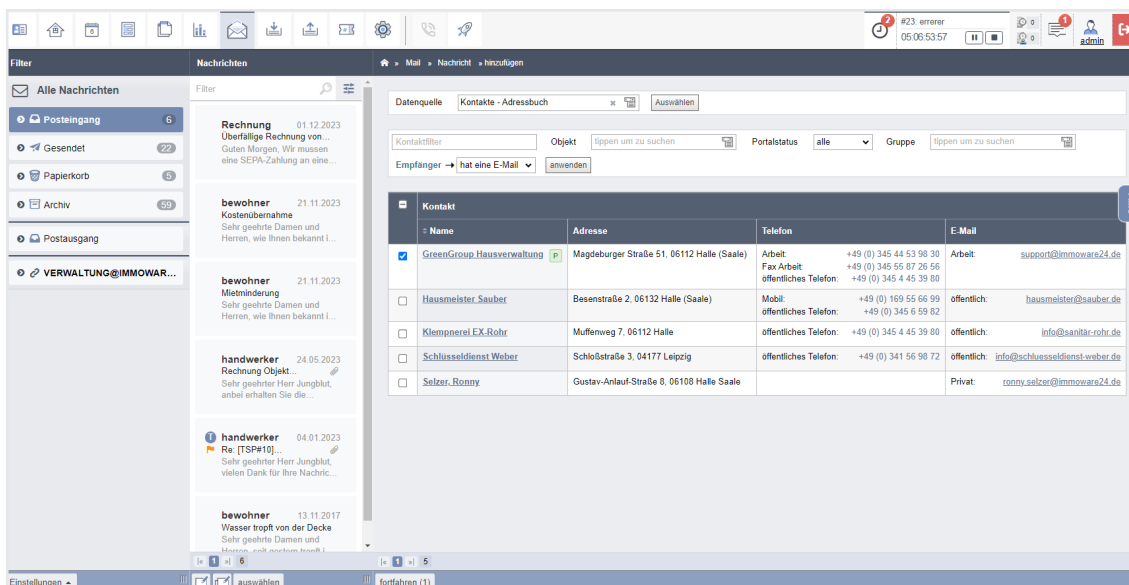 6
2
#23: errerer
05:06:53:57
0
0
1
admin
Filter
Nachrichten
Mail » Nachricht » hinzufügen
Alle Nachrichten
Posteingang 6
Gesendet 22
Papierkorb 5
Archiv 59
Postausgang
VERWALTUNG@IMMOWAR...
Filter
Rechnung 01.12.2023
Überfällige Rechnung von...
Guten Morgen, Wir mussen
eine SEPA-Zahlung an eine...
bewohner 21.11.2023
Kostenübernahme
Sehr geehrte Damen und
Herren, wie Ihnen bekannt i...
bewohner 21.11.2023
Mietminderung
Sehr geehrte Damen und
Herren, wie Ihnen bekannt i...
handwerker 24.05.2023
Rechnung Objekt...
Sehr geehrter Herr Jungblut,
anbei erhalten Sie die...
T handwerker 04.01.2023
Re: [TSP#10]...
Sehr geehrter Herr Jungblut,
vielen Dank für Ihre Nachric...
bewohner 13.11.2017
Wasser tropft von der Decke
Sehr geehrte Damen und
Herren, seit gestern tropft i...
1 6
Datenquelle Kontakte - Adressbuch Auswählen
Kontaktfilter Objekt tippen um zu suchen Portalstatus alle Gruppe tippen um zu suchen
Empfänger → hat eine E-Mail anwenden
Kontakt
Name Adresse Telefon E-Mail
GreenGroup Hausverwaltung P Magdeburger Straße 51, 06112 Halle (Saale) Arbeit: +49 (0) 345 44 53 98 30 Arbeit: support@immoware24.de
Fax Arbeit: +49 (0) 345 55 87 26 56
öffentliches Telefon: +49 (0) 345 4 45 39 80
Hausmeister Sauber Besenstraße 2, 06132 Halle (Saale) Mobil: +49 (0) 169 55 66 99 öffentlich: hausmeister@sauber.de
öffentliches Telefon: +49 (0) 345 6 59 82
Klempnerei EX-Rohr Muffenweg 7, 06112 Halle öffentliches Telefon: +49 (0) 345 4 45 39 80 öffentlich: info@sanitär-rohr.de
Schlüsseldienst Weber Schloßstraße 3, 04177 Leipzig öffentliches Telefon: +49 (0) 341 56 98 72 öffentlich: info@schluesseldienst-weber.de
Selzer, Ronny Gustav-Anlauf-Straße 8, 06108 Halle Saale Privat: ronny.selzer@immoware24.de
1 5
Einstellungen auswählen fortfahren (1)